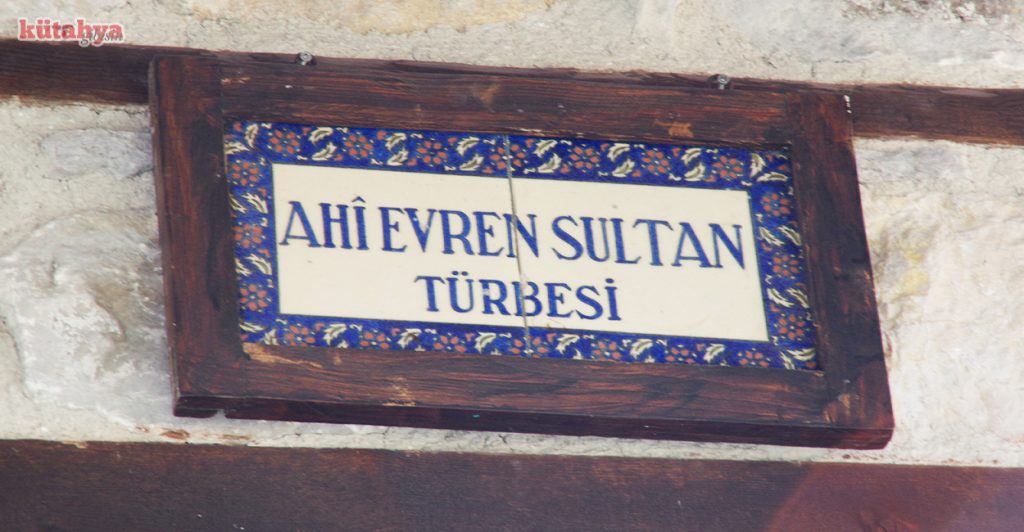 kütahya
AHÎ EVREN SULTAN
TÜRBESİ